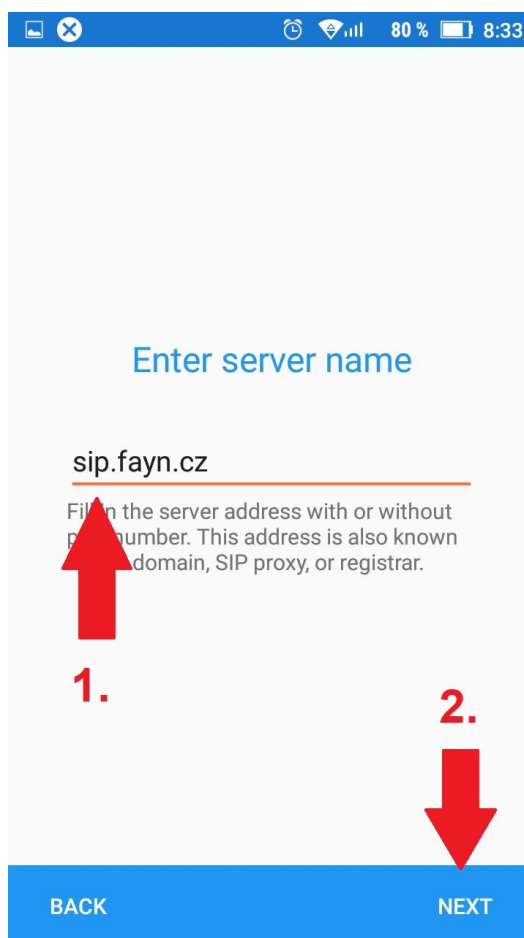 80 % 8:33
Enter server name
sip.fayn.cz
in the server address with or without
number. This address is also known
domain, SIP proxy, or registrar.
1.
2.
BACK NEXT